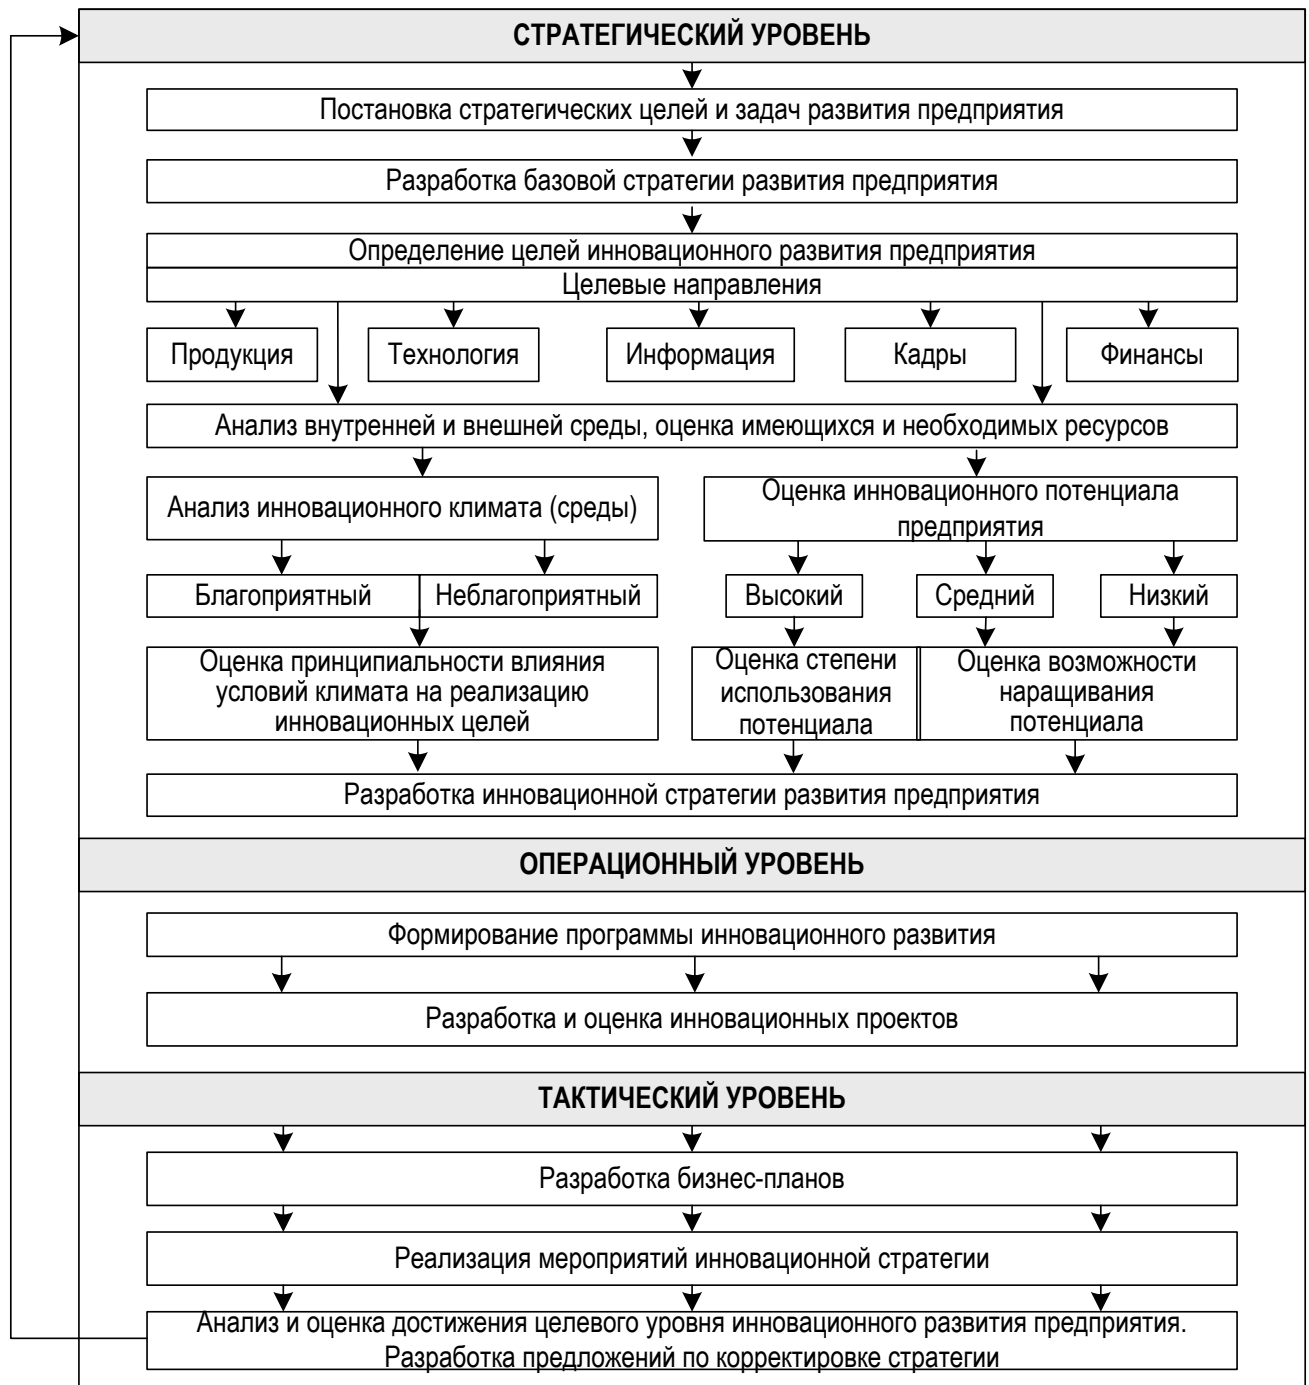 СТРАТЕГИЧЕСКИЙ УРОВЕНЬ
Постановка стратегических целей и задач развития предприятия
Разработка базовой стратегии развития предприятия
Определение целей инновационного развития предприятия
Целевые направления
Продукция
Технология
Информация
Кадры
Финансы
Анализ внутренней и внешней среды, оценка имеющихся и необходимых ресурсов
Анализ инновационного климата (среды)
Оценка инновационного потенциала
предприятия
Благоприятный
Неблагоприятный
Высокий
Средний
Низкий
Оценка принципиальности влияния
условий климата на реализацию
инновационных целей
Оценка степени
использования
потенциала
Оценка возможности
наращивания
потенциала
Разработка инновационной стратегии развития предприятия
ОПЕРАЦИОННЫЙ УРОВЕНЬ
Формирование программы инновационного развития
Разработка и оценка инновационных проектов
ТАКТИЧЕСКИЙ УРОВЕНЬ
Разработка бизнес-планов
Реализация мероприятий инновационной стратегии
Анализ и оценка достижения целевого уровня инновационного развития предприятия.
Разработка предложений по корректировке стратегии